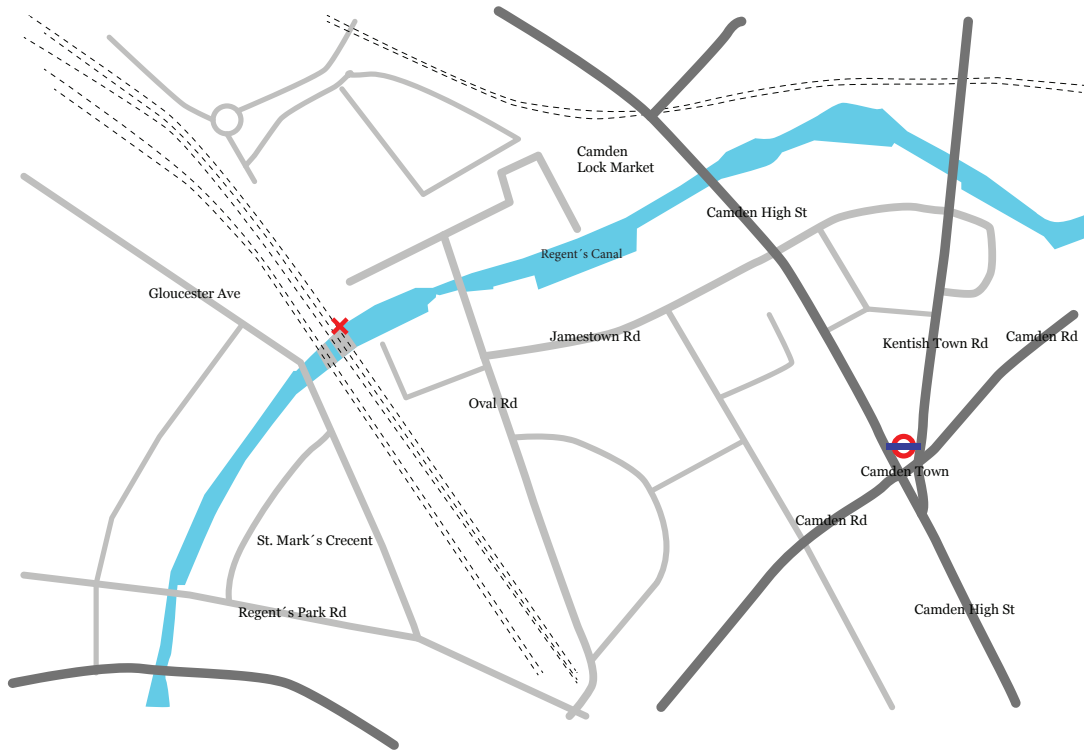 Camden
Lock Market
Camden High St
Regent´s Canal
Gloucester Ave
Jamestown Rd
Kentish Town Rd
Camden Rd
Oval Rd
Camden Town
Camden Rd
St. Mark´s Crecent
Regent´s Park Rd
Camden High St